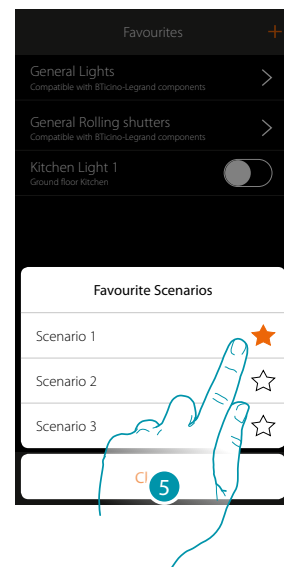 Favourites
General Lights
Compatible with BTicino-Legrand components
General Rolling shutters
Compatible with BTicino-Legrand components
Kitchen Light 1
Ground floor Kitchen
Favourite Scenarios
Scenario 1
Scenario 2
Scenario 3
5